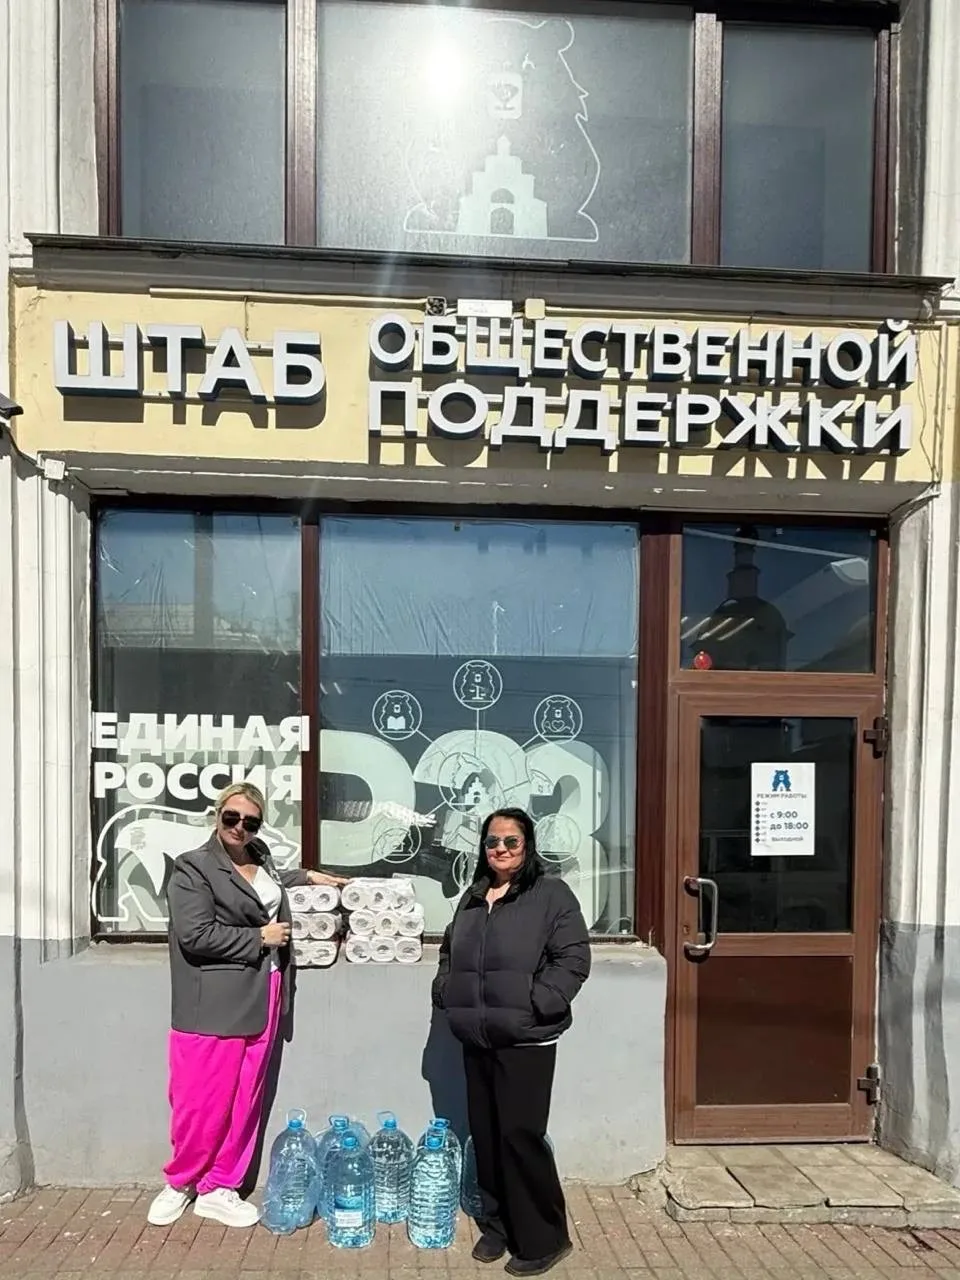 ШТАБ
ОБЩЕСТВЕННОЙ
ПОДДЕРЖКИ
ЕДИНАЯ
РОССИЯ
РЕЖИМ РАБОТЫ
с 9:00
до 18:00
ВЫХОДНОЙ